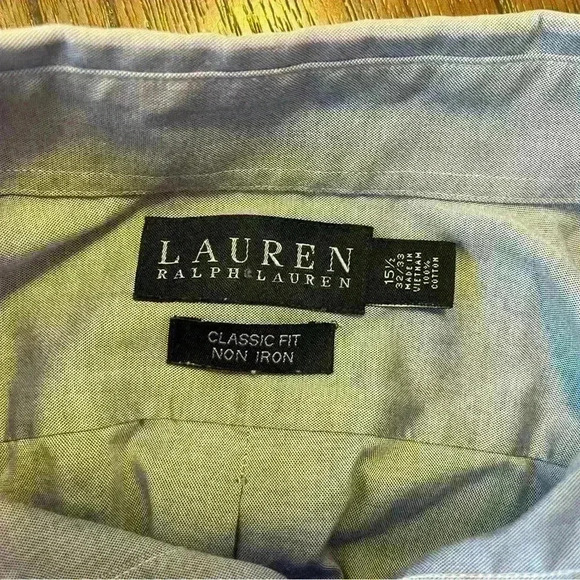 LAUREN
RALPH LAUREN
15½
32/33
MADE IN
VIETNAM
100%
COTTON
CLASSIC FIT
NON IRON